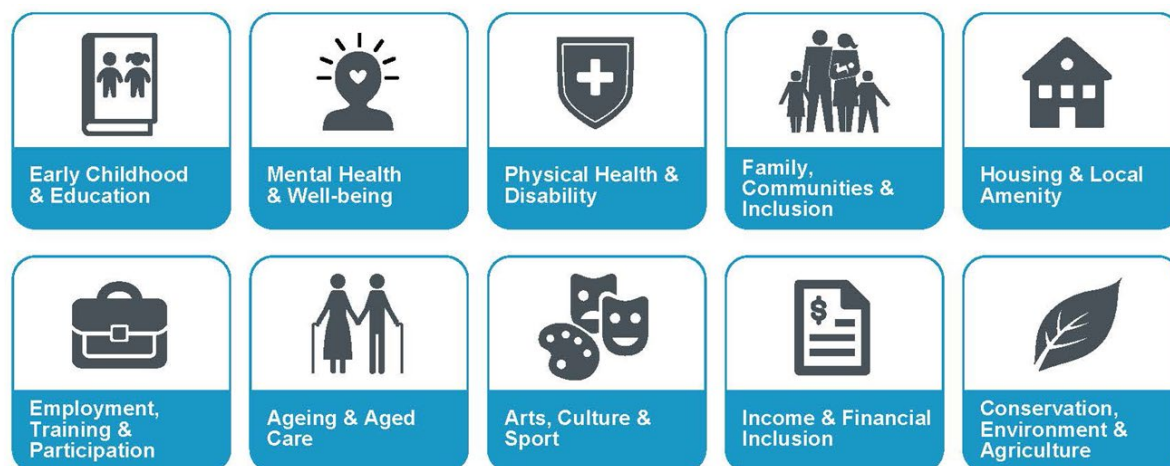 Early Childhood
& Education
Mental Health
& Well-being
Physical Health &
Disability
Family,
Communities &
Inclusion
Housing & Local
Amenity
Employment,
Training &
Participation
Ageing & Aged
Care
Arts, Culture &
Sport
$
Income & Financial
Inclusion
Conservation,
Environment &
Agriculture